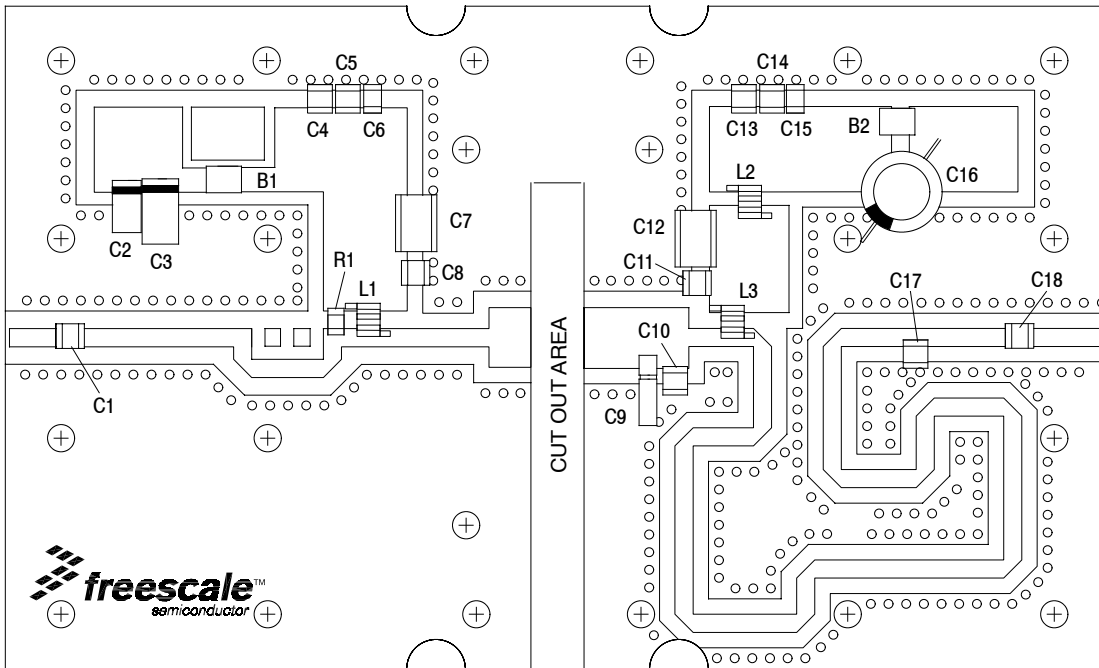 C5
C14
C4
C6
C13
C15
B2
B1
L2
C16
C7
C12
C2
C3
R1
C8
C11
L1
L3
C17
C18
C10
C1
C9
CUT OUT AREA
freescale™
semiconductor